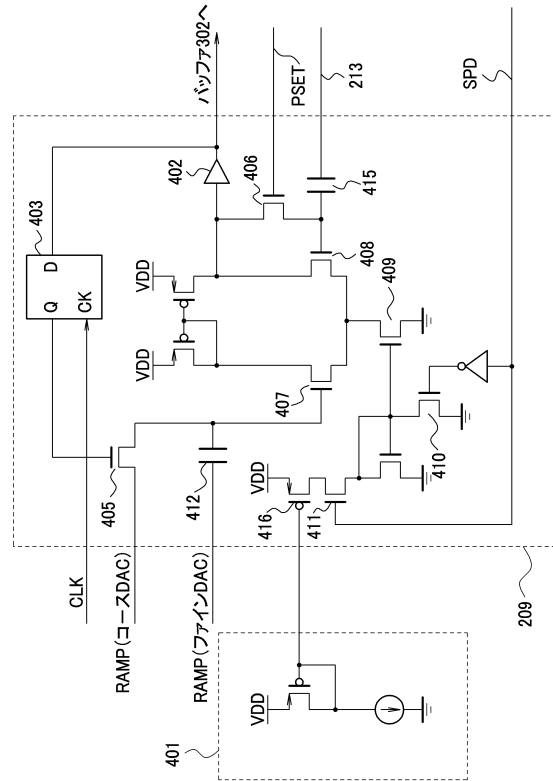 CLK
RAMP(コースDAC)
RAMP(ファインDAC)
401
VDD
209
403
Q
D
CK
405
412
VDD
416
411
VDD
VDD
407
402
406
408
415
409
410
バッファ302へ
PSET
213
SPD